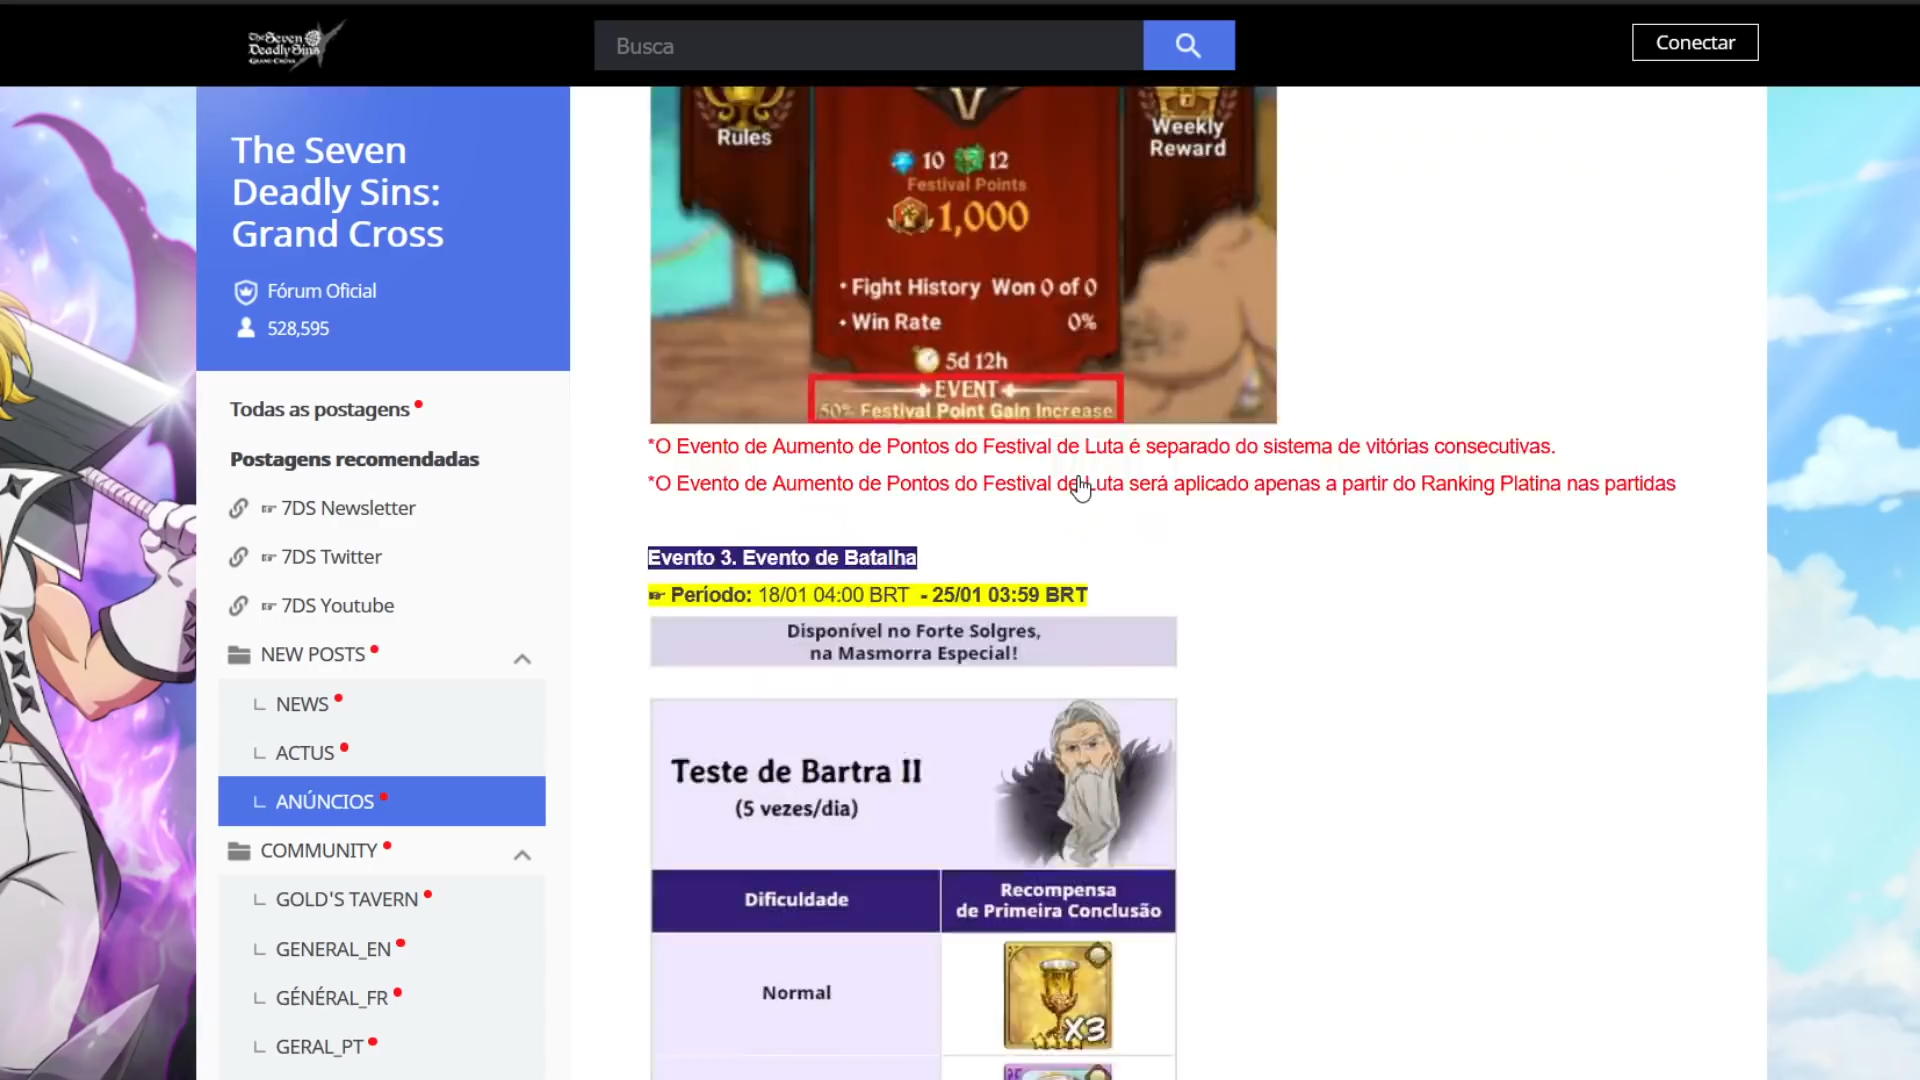 The Seven
Deadly Sins
GRAND CROSS
Busca
Conectar
The Seven
Deadly Sins:
Grand Cross
Fórum Oficial
528,595
Todas as postagens
Postagens recomendadas
☞ 7DS Newsletter
☞ 7DS Twitter
☞ 7DS Youtube
NEW POSTS
NEWS
ACTUS
ANÚNCIOS
COMMUNITY
GOLD'S TAVERN
GENERAL_EN
GÉNÉRAL_FR
GERAL_PT
Rules
Weekly
Reward
10 12
Festival Points
1,000
• Fight History Won 0 of 0
• Win Rate 0%
5d 12h
EVENT
50% Festival Point Gain Increase
*O Evento de Aumento de Pontos do Festival de Luta é separado do sistema de vitórias consecutivas.
*O Evento de Aumento de Pontos do Festival de Luta será aplicado apenas a partir do Ranking Platina nas partidas
Evento 3. Evento de Batalha
☛ Período: 18/01 04:00 BRT - 25/01 03:59 BRT
Disponível no Forte Solgres,
na Masmorra Especial!
Teste de Bartra II
(5 vezes/dia)
Dificuldade
Recompensa
de Primeira Conclusão
Normal
X3